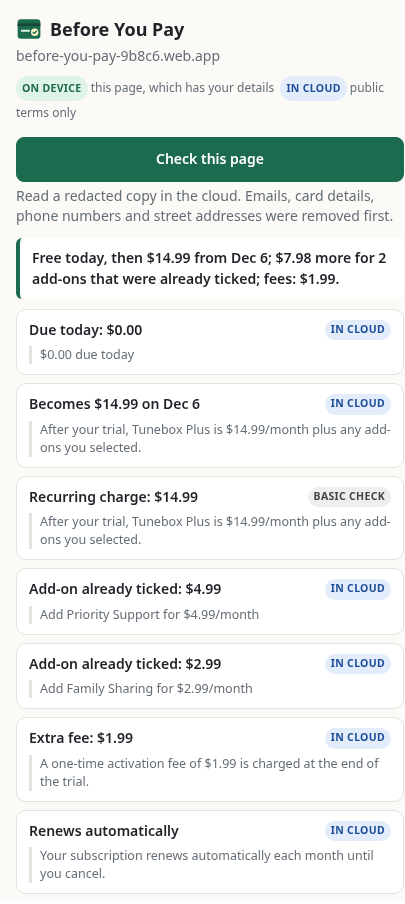 Before You Pay
before-you-pay-9b8c6.web.app
ON DEVICE this page, which has your details IN CLOUD public
terms only
Check this page
Read a redacted copy in the cloud. Emails, card details,
phone numbers and street addresses were removed first.
Free today, then $14.99 from Dec 6; $7.98 more for 2
add-ons that were already ticked; fees: $1.99.
Due today: $0.00 IN CLOUD
$0.00 due today
Becomes $14.99 on Dec 6 IN CLOUD
After your trial, Tunebox Plus is $14.99/month plus any add-
ons you selected.
Recurring charge: $14.99 BASIC CHECK
After your trial, Tunebox Plus is $14.99/month plus any add-
ons you selected.
Add-on already ticked: $4.99 IN CLOUD
Add Priority Support for $4.99/month
Add-on already ticked: $2.99 IN CLOUD
Add Family Sharing for $2.99/month
Extra fee: $1.99 IN CLOUD
A one-time activation fee of $1.99 is charged at the end of
the trial.
Renews automatically IN CLOUD
Your subscription renews automatically each month until
you cancel.